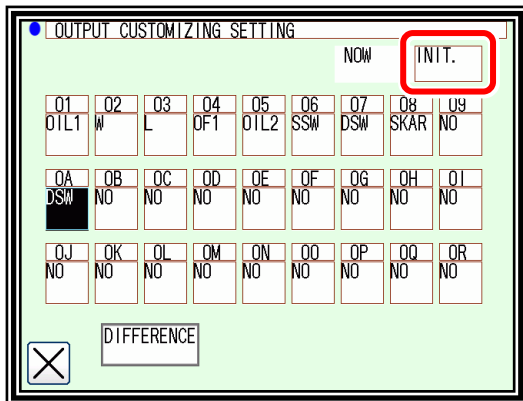 OUTPUT CUSTOMIZING SETTING
NOW INIT.
01 02 03 04 05 06 07 08 09
OIL1 W L OF1 OIL2 SSW DSW SKAR NO
0A 0B 0C 0D 0E 0F 0G 0H 0I
DSW NO NO NO NO NO NO NO NO
0J 0K 0L 0M 0N 0O 0P 0Q 0R
NO NO NO NO NO NO NO NO NO
DIFFERENCE